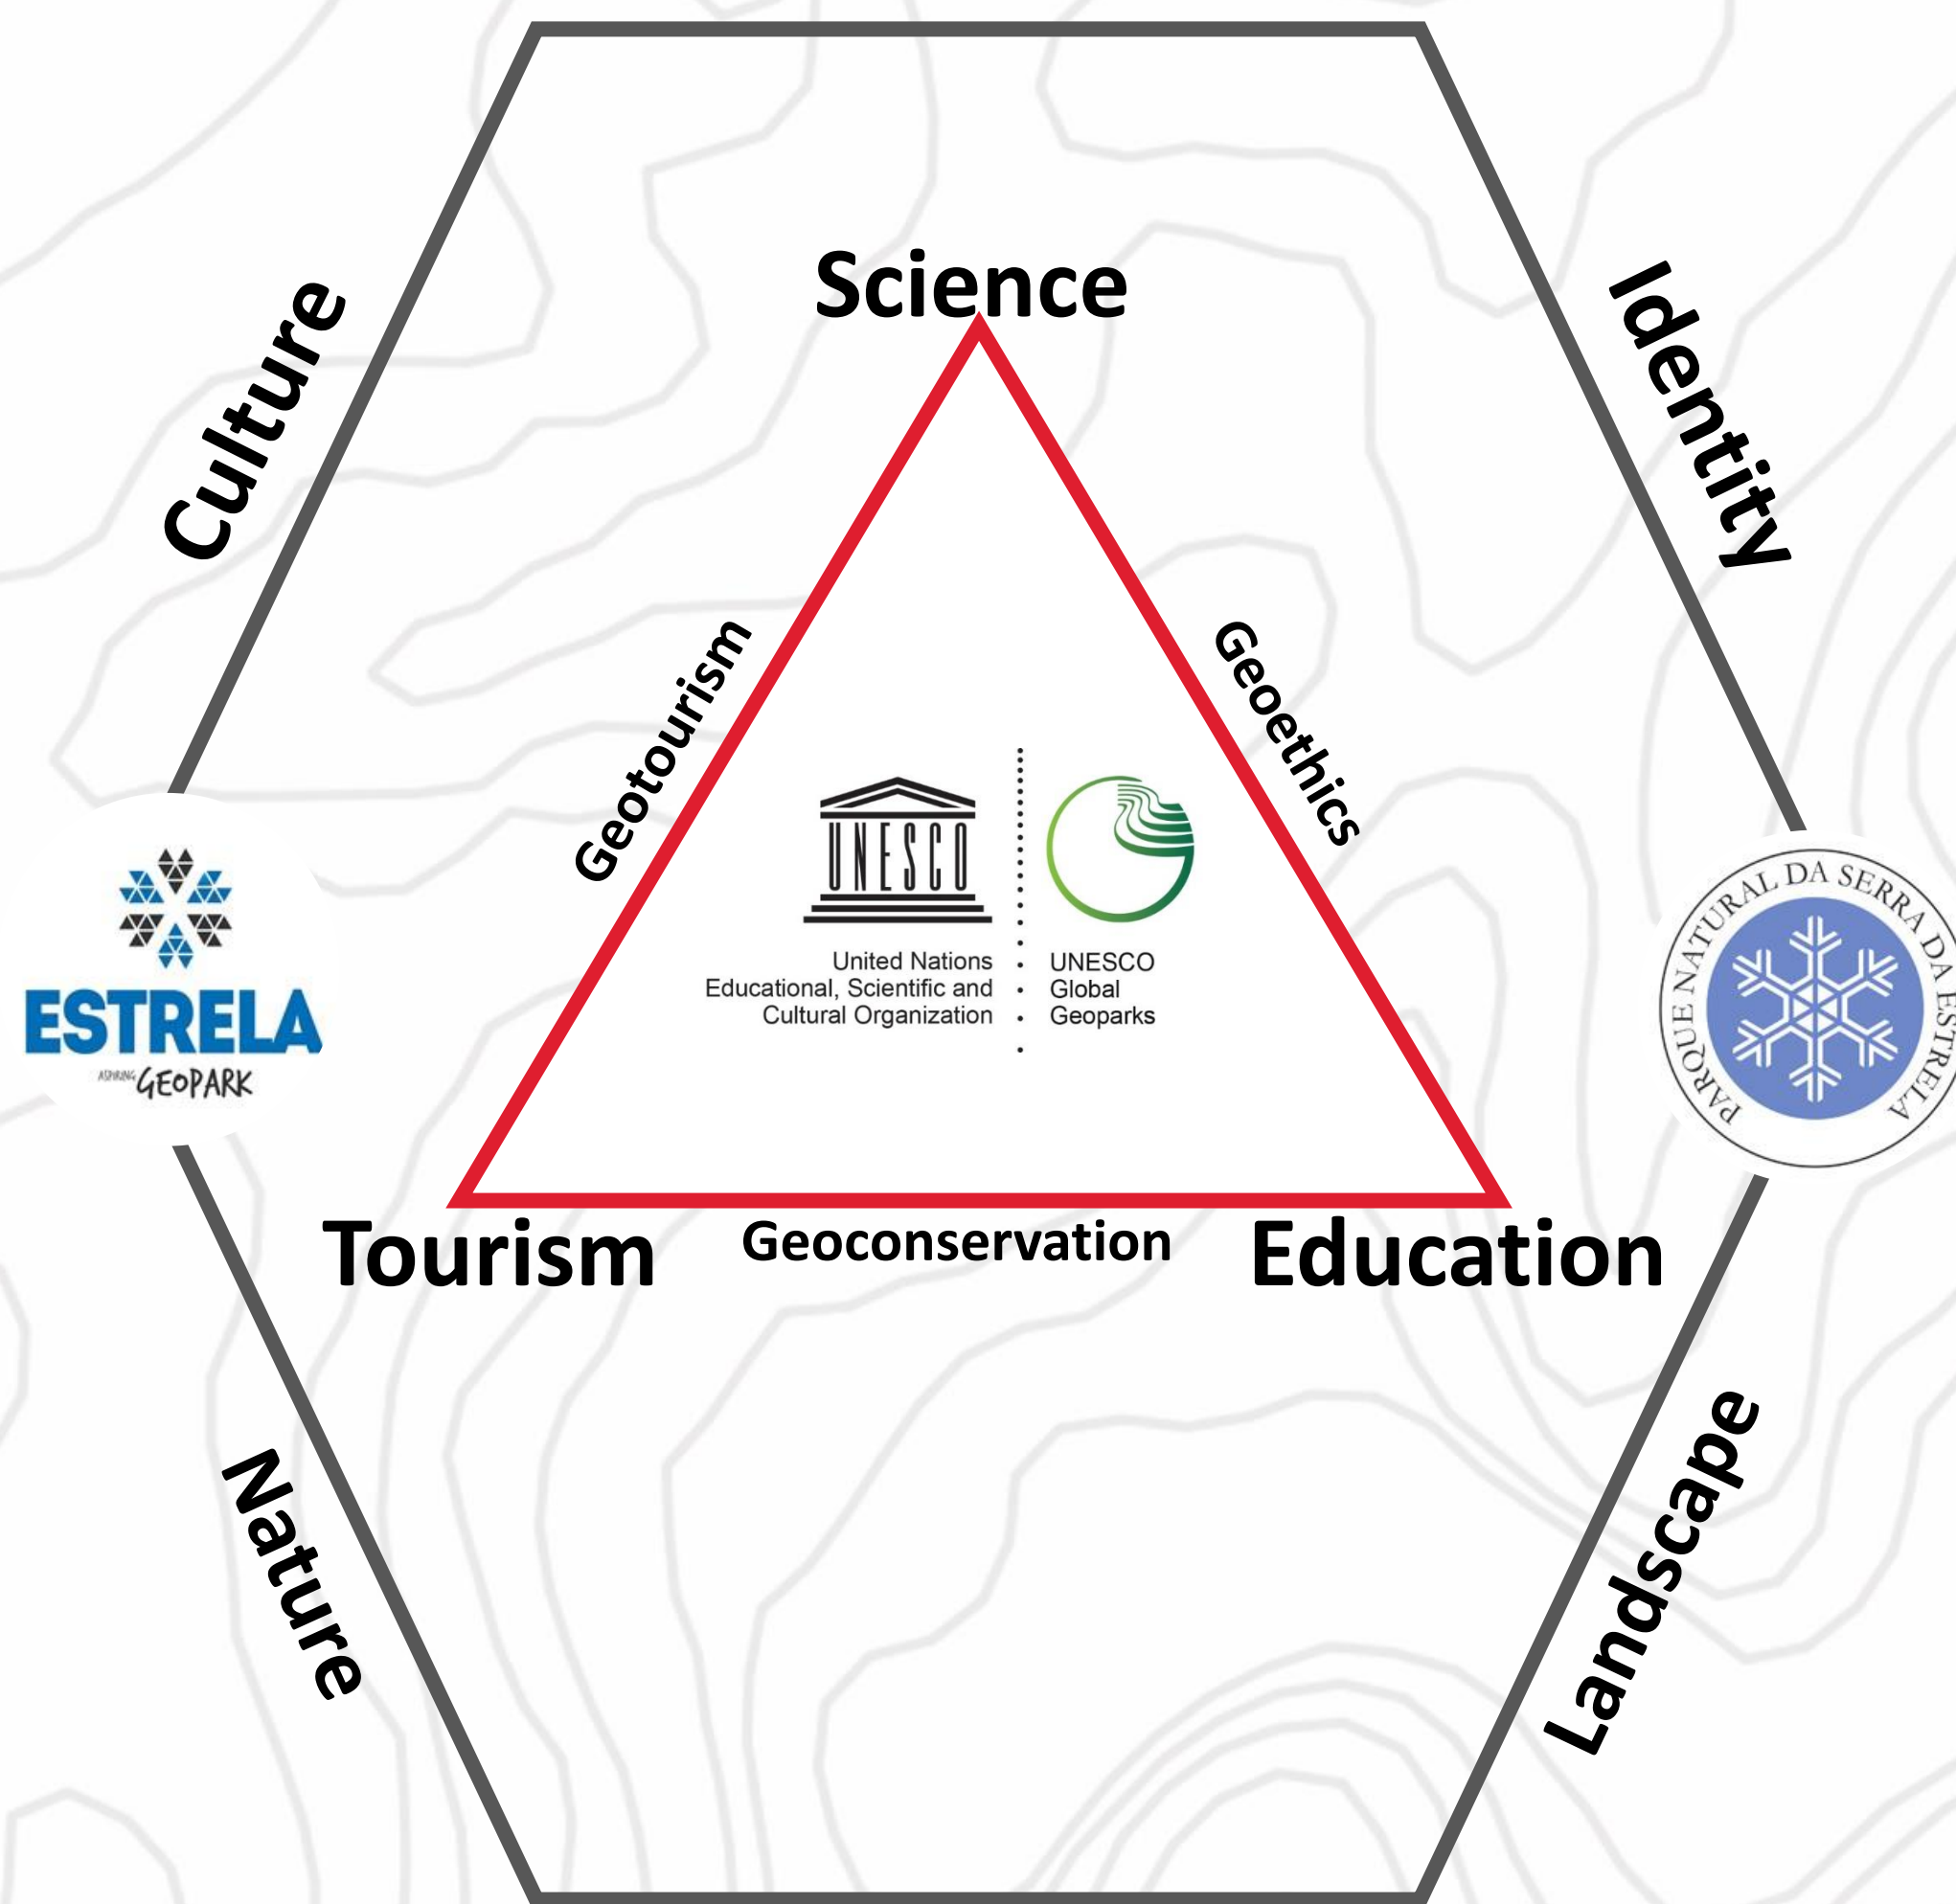 Science
Culture
Identity
Geotourism
Geoethics
UNESCO
United Nations
Educational, Scientific and
Cultural Organization
UNESCO
Global
Geoparks
ESTRELA
ASPIRING GEOPARK
PARQUE NATURAL DA SERRA DA ESTRELA
Tourism
Geoconservation
Education
Nature
Landscape